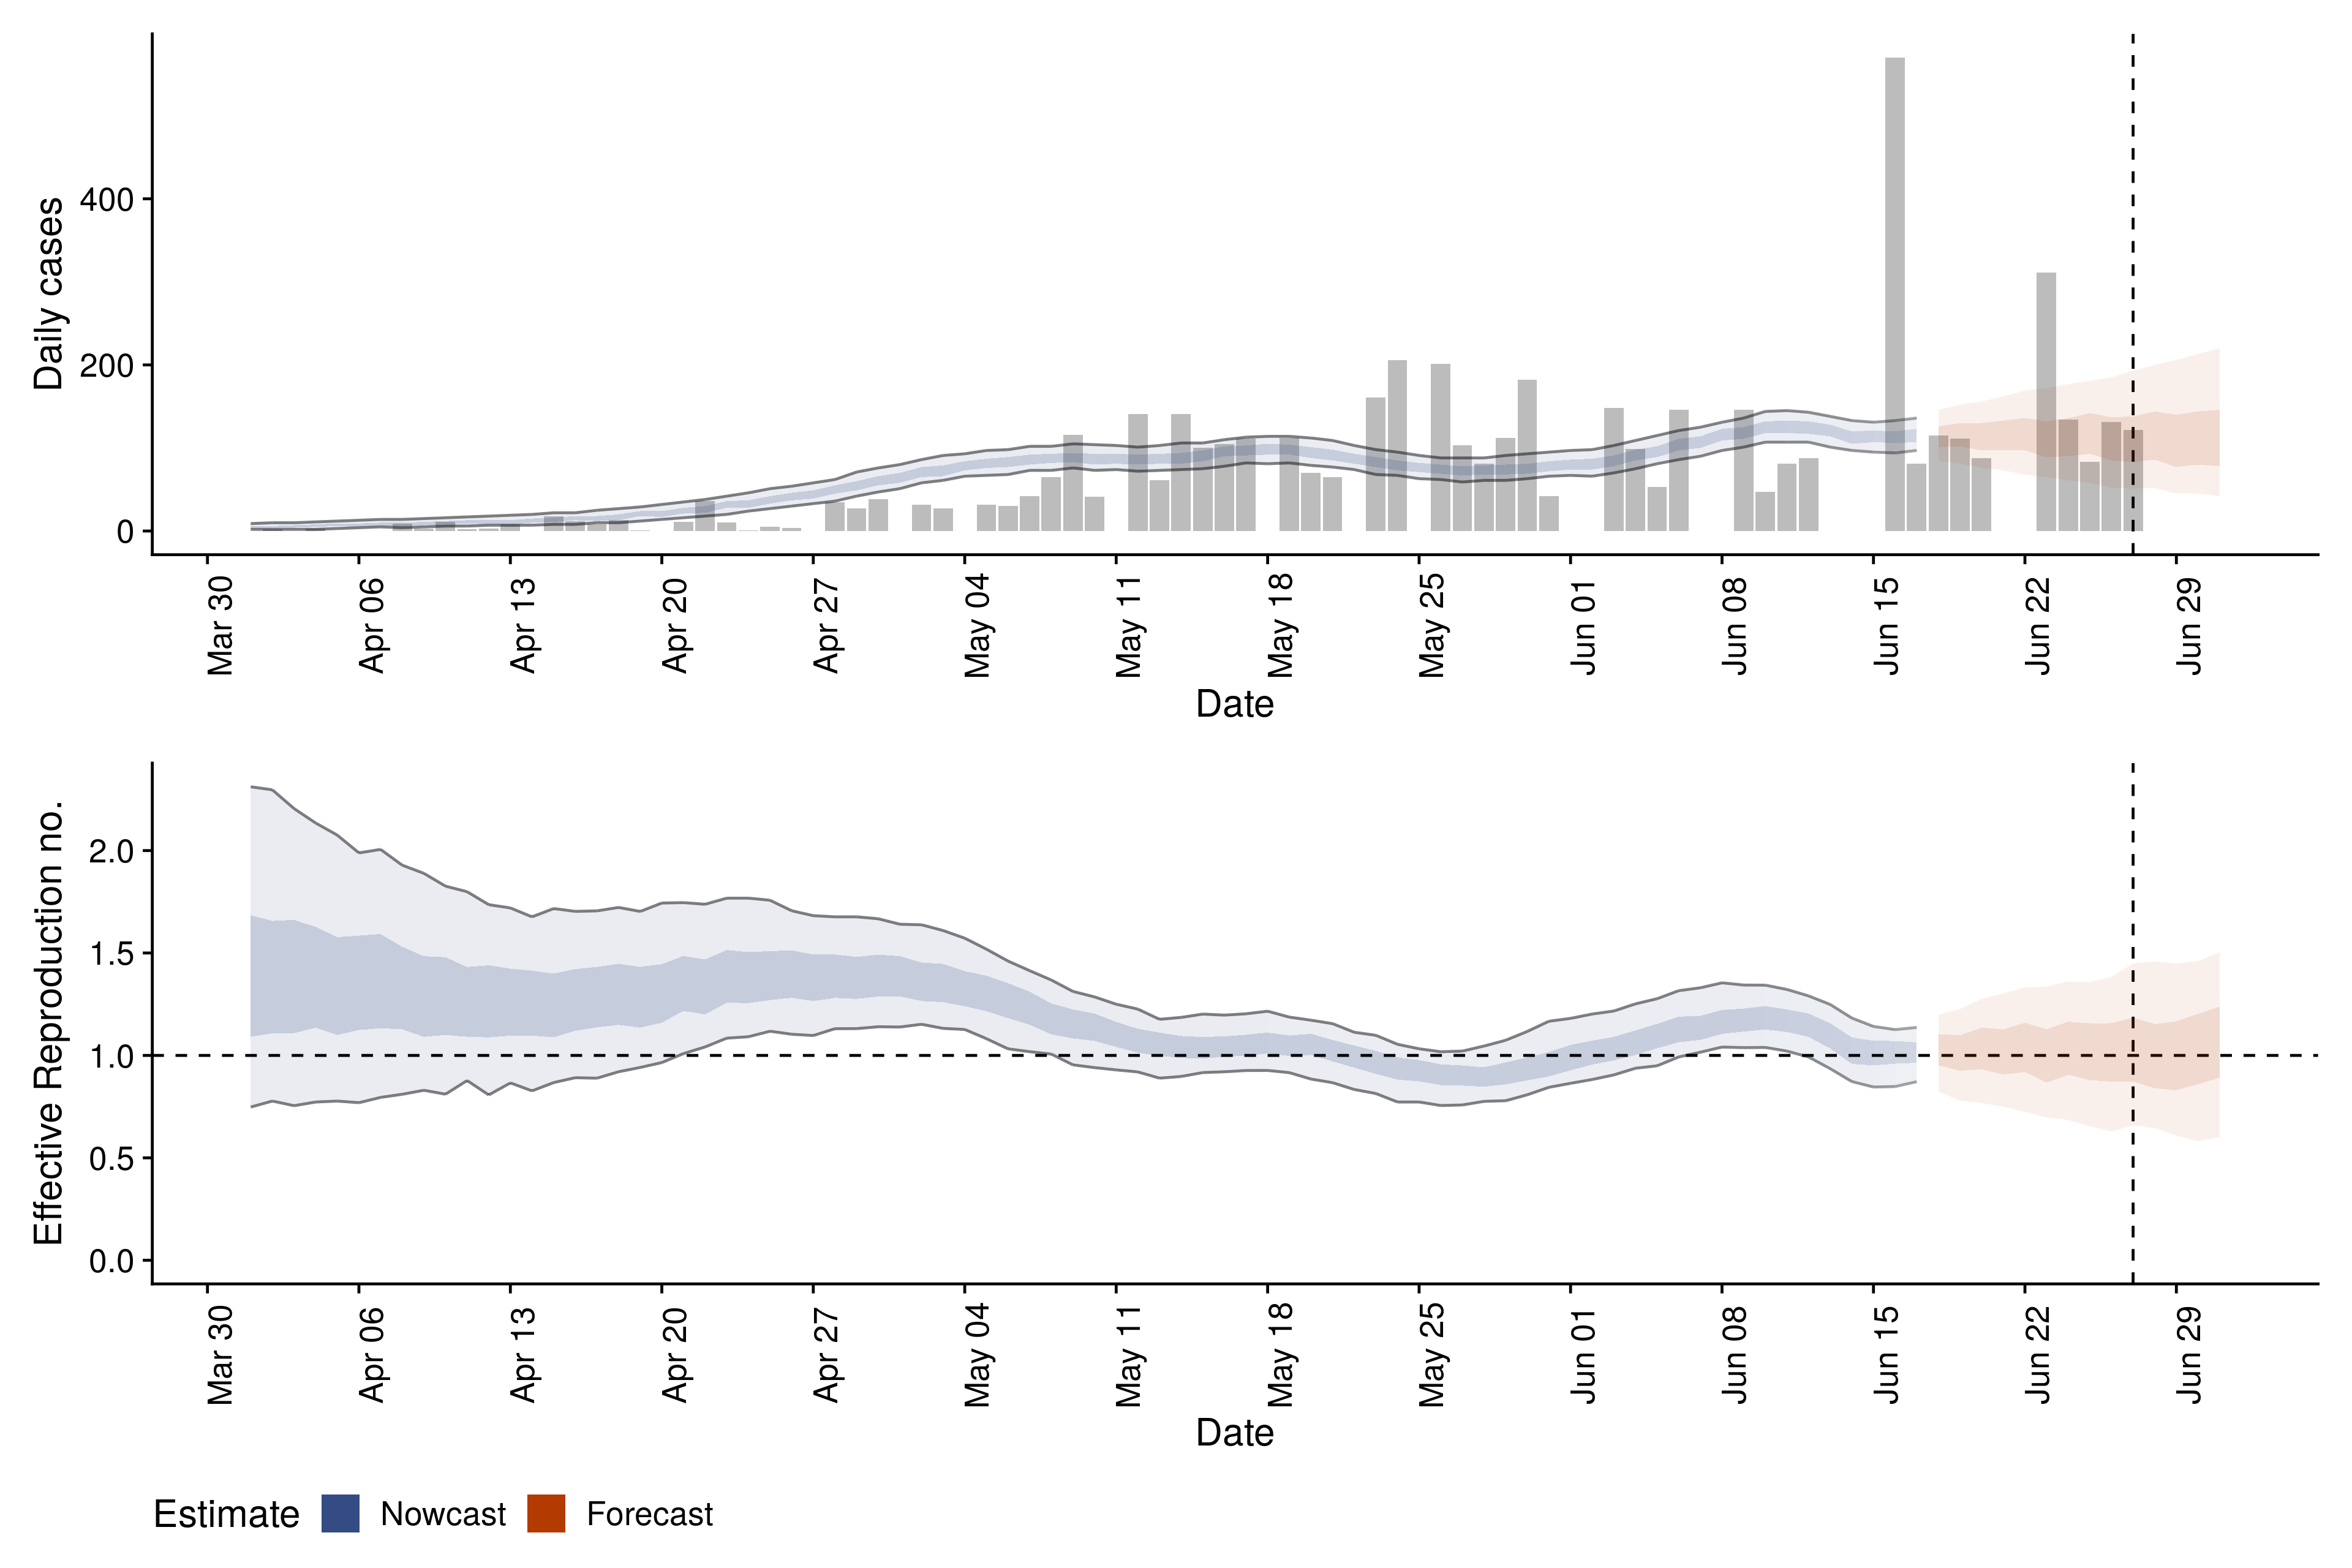 Daily cases
400
200
0
Mar 30 Apr 06 Apr 13 Apr 20 Apr 27 May 04 May 11 May 18 May 25 Jun 01 Jun 08 Jun 15 Jun 22 Jun 29
Date
Effective Reproduction no.
2.0
1.5
1.0
0.5
0.0
Mar 30 Apr 06 Apr 13 Apr 20 Apr 27 May 04 May 11 May 18 May 25 Jun 01 Jun 08 Jun 15 Jun 22 Jun 29
Date
Estimate Nowcast Forecast